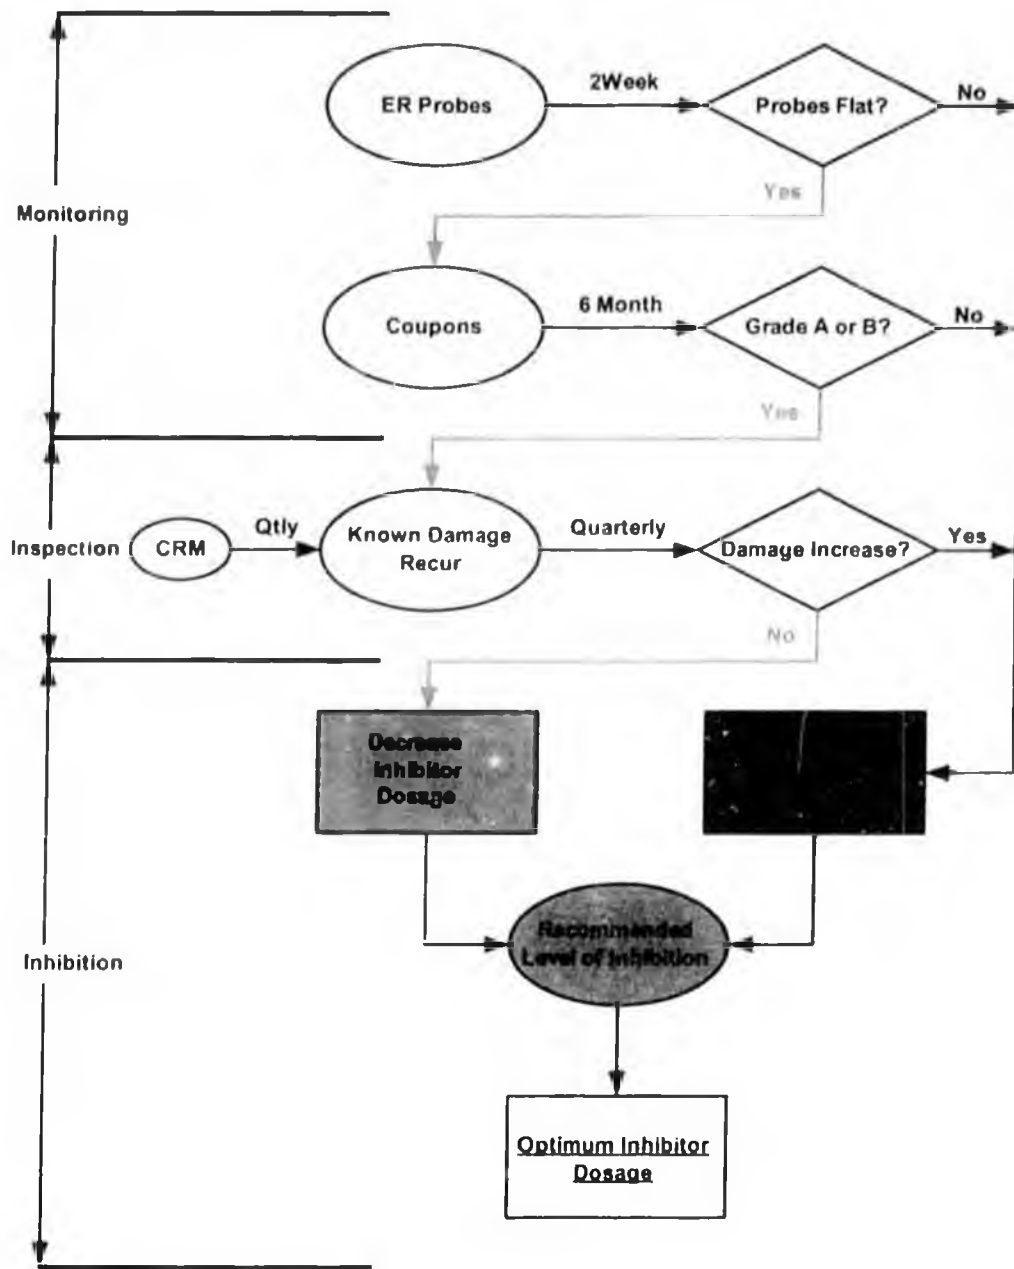 ER Probes
2Week
Probes Flat?
No
Yes
Monitoring
Coupons
6 Month
Grade A or B?
No
Yes
Inspection
CRM
Qtly
Known Damage
Recur
Quarterly
Damage Increase?
Yes
No
Decrease
Inhibitor
Dosage
Recommended
Level of Inhibition
Inhibition
Optimum Inhibitor
Dosage